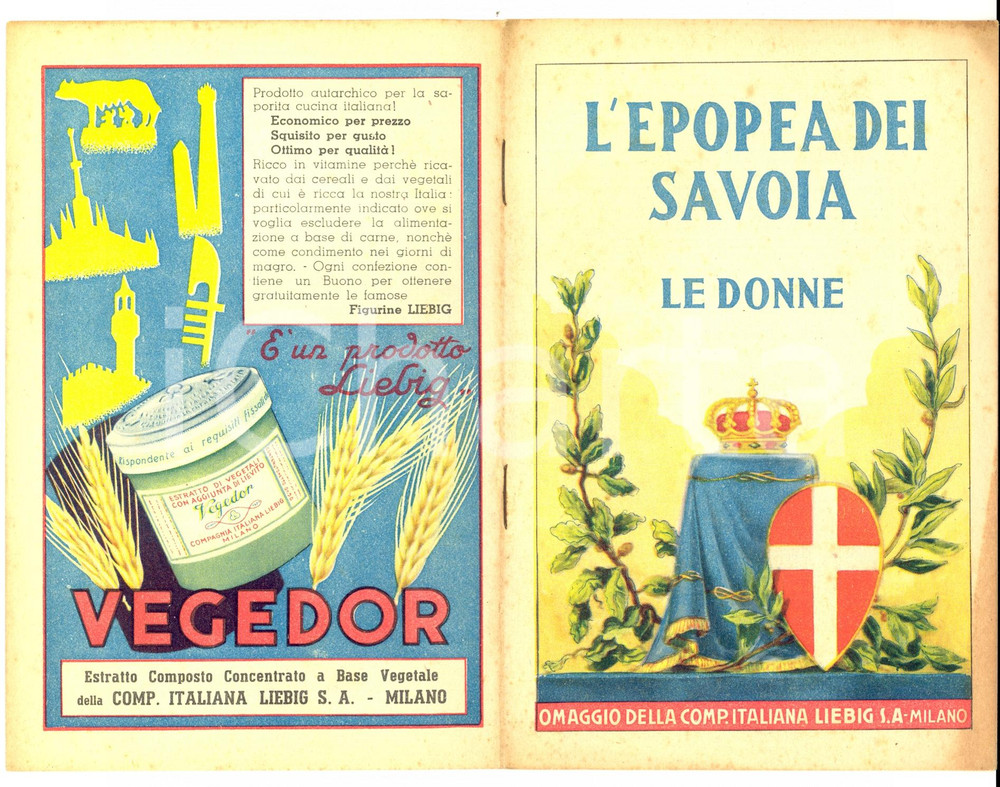 Prodotto autarchico per la sa-
porita cucina italiana!
Economico per prezzo
Squisito per gusto
Ottimo per qualità!
Ricco in vitamine perchè rica-
vato dai cereali e dai vegetali
di cui è ricca la nostra Italia:
particolarmente indicato ove si
voglia escludere la alimenta-
zione a base di carne, nonchè
come condimento nei giorni di
magro. - Ogni confezione con-
tiene un Buono per ottenere
gratuitamente le famose
Figurine LIEBIG
"È un prodotto
Liebig"
Rispondente ai requisiti fissati
ESTRATTO DI VEGETALI
CON AGGIUNTA DI LIEVITO
Vegedor
COMPAGNIA ITALIANA LIEBIG
MILANO
VEGEDOR
Estratto Composto Concentrato a Base Vegetale
della COMP. ITALIANA LIEBIG S. A. - MILANO
L'EPOPEA DEI
SAVOIA
LE DONNE
OMAGGIO DELLA COMP. ITALIANA LIEBIG S.A-MILANO